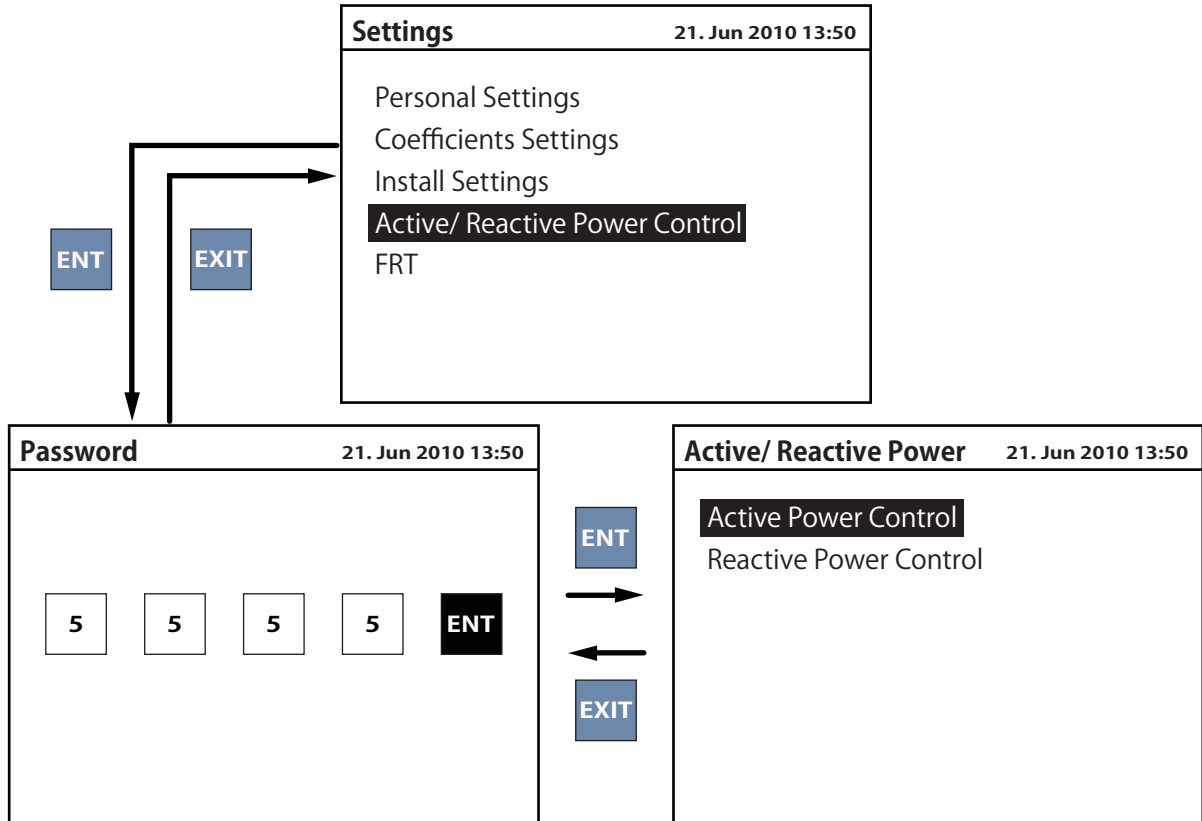 Settings 21. Jun 2010 13:50
Personal Settings
Coefficients Settings
Install Settings
Active/ Reactive Power Control
FRT
ENT EXIT
Password 21. Jun 2010 13:50
5 5 5 5 ENT
ENT
EXIT
Active/ Reactive Power 21. Jun 2010 13:50
Active Power Control
Reactive Power Control